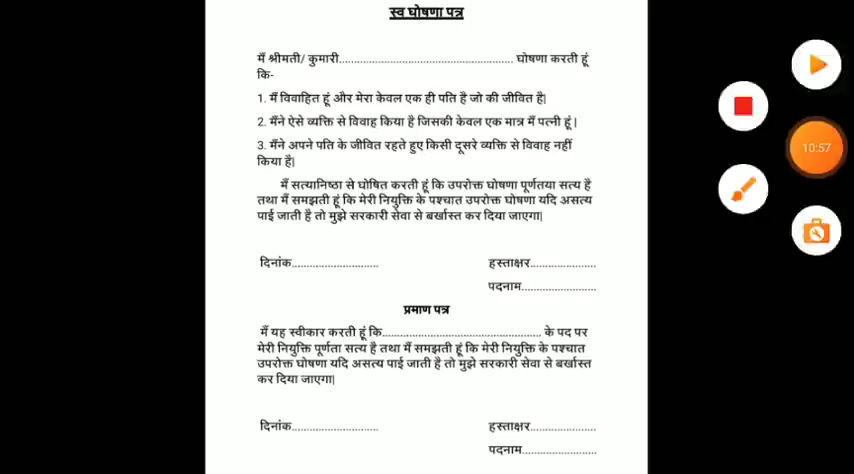 स्व घोषणा पत्र
मैं श्रीमती/ कुमारी.......................................................... घोषणा करती हूं
कि-
1. मैं विवाहित हूं और मेरा केवल एक ही पति है जो की जीवित है|
2. मैंने ऐसे व्यक्ति से विवाह किया है जिसकी केवल एक मात्र मैं पत्नी हूं |
3. मैंने अपने पति के जीवित रहते हुए किसी दूसरे व्यक्ति से विवाह नहीं
किया है|
मैं सत्यानिष्ठा से घोषित करती हूं कि उपरोक्त घोषणा पूर्णतया सत्य है
तथा मैं समझती हूं कि मेरी नियुक्ति के पश्चात उपरोक्त घोषणा यदि असत्य
पाई जाती है तो मुझे सरकारी सेवा से बर्खास्त कर दिया जाएगा|
दिनांक............................. हस्ताक्षर......................
पदनाम.........................
प्रमाण पत्र
मैं यह स्वीकार करती हूं कि..................................................... के पद पर
मेरी नियुक्ति पूर्णता सत्य है तथा मैं समझती हूं कि मेरी नियुक्ति के पश्चात
उपरोक्त घोषणा यदि असत्य पाई जाती है तो मुझे सरकारी सेवा से बर्खास्त
कर दिया जाएगा|
दिनांक............................. हस्ताक्षर......................
पदनाम.........................
10:57